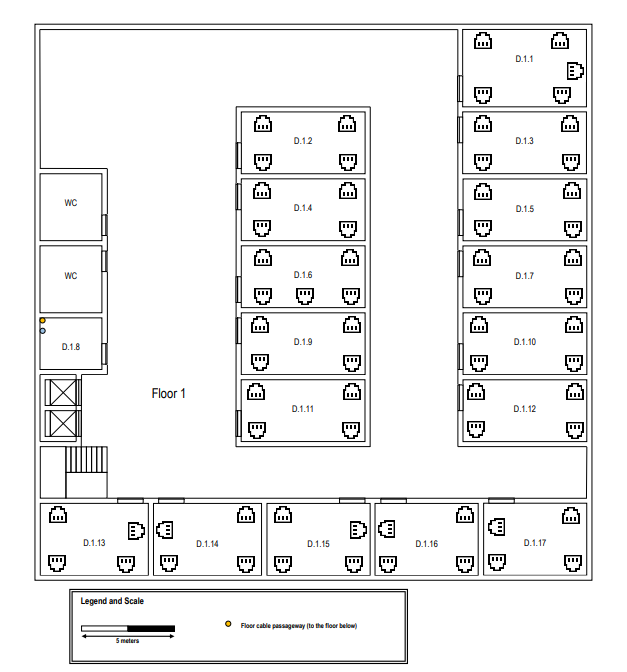 D.1.1
D.1.2
D.1.3
WC
D.1.4
D.1.5
WC
D.1.6
D.1.7
D.1.8
D.1.9
D.1.10
Floor 1
D.1.11
D.1.12
D.1.13
D.1.14
D.1.15
D.1.16
D.1.17
Legend and Scale
Floor cable passageway (to the floor below)
5 meters